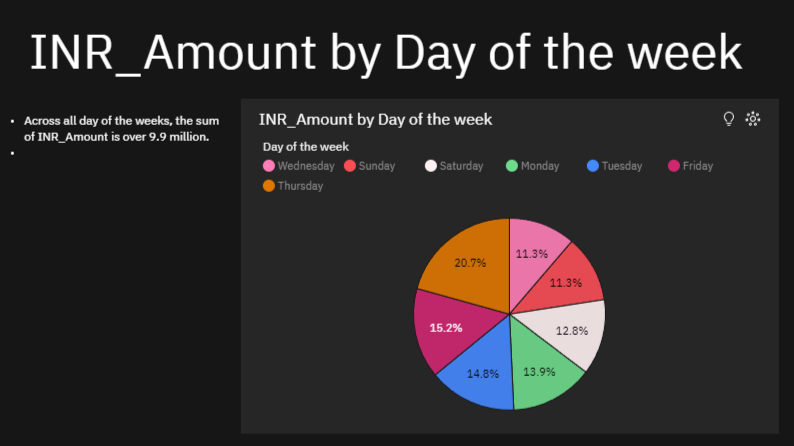 INR_Amount by Day of the week
• Across all day of the weeks, the sum
of INR_Amount is over 9.9 million.
•
INR_Amount by Day of the week
Day of the week
Wednesday Sunday Saturday Monday Tuesday Friday
Thursday
11.3%
20.7%
11.3%
15.2%
12.8%
14.8%
13.9%